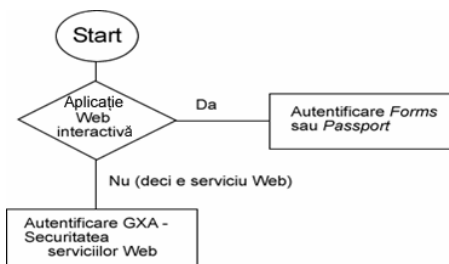 Start
Aplicație
Web
interactivă
Da
Autentificare Forms
sau Passport
Nu (deci e serviciu Web)
Autentificare GXA -
Securitatea
serviciilor Web